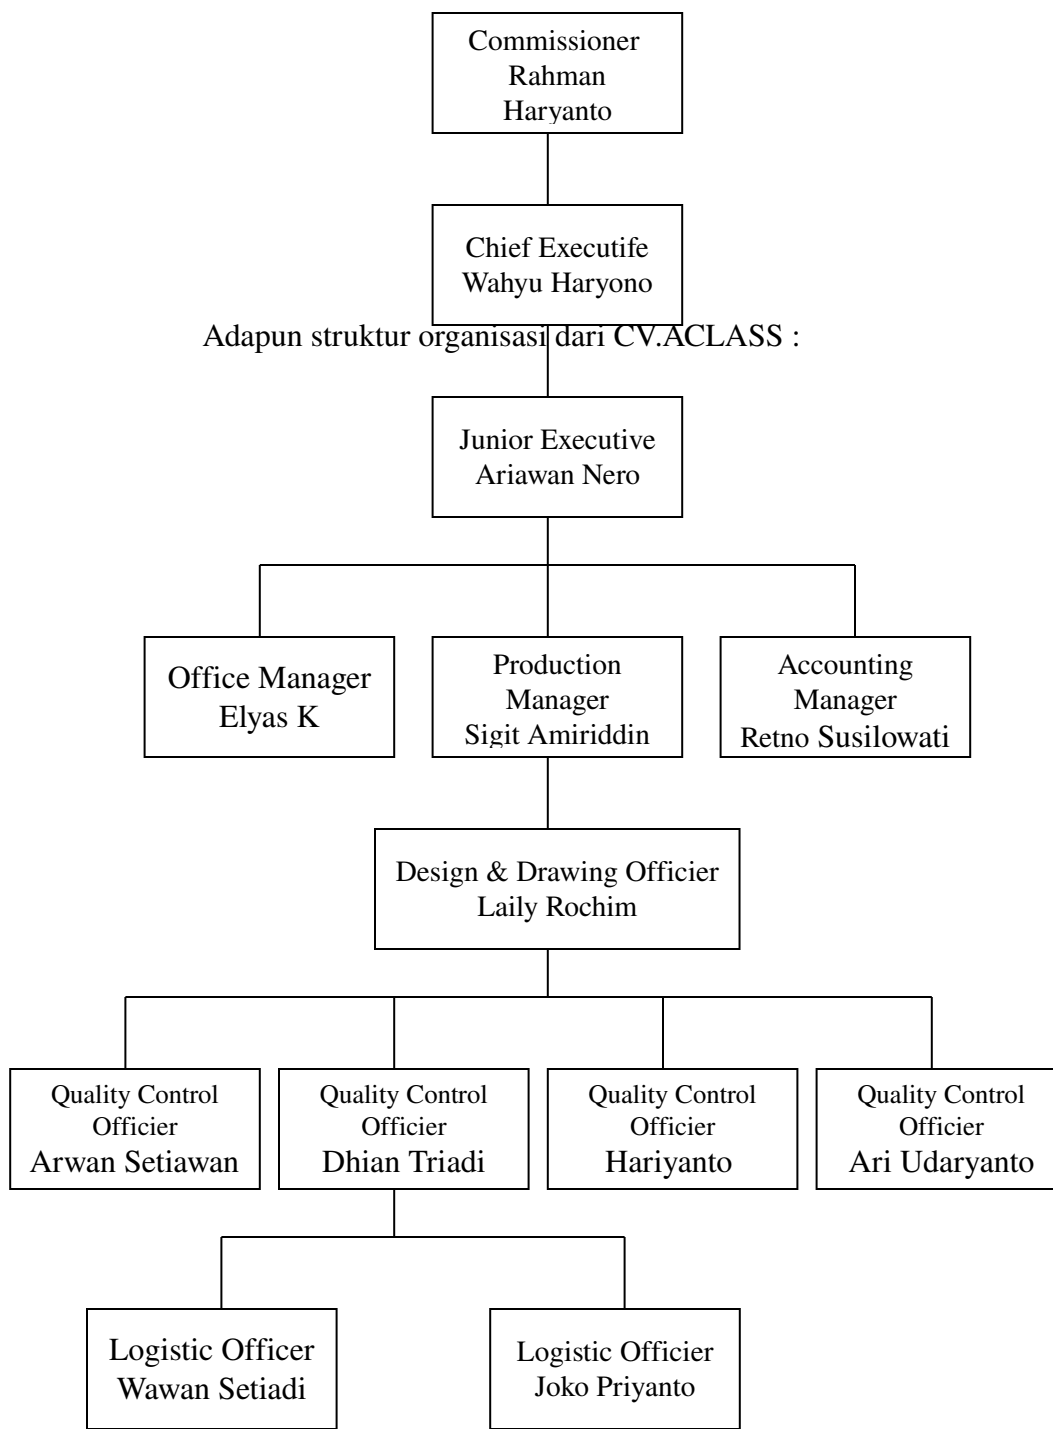 Commissioner
Rahman
Haryanto
Chief Executife
Wahyu Haryono
Adapun struktur organisasi dari CV.ACLASS :
Junior Executive
Ariawan Nero
Office Manager
Elyas K
Production
Manager
Sigit Amiriddin
Accounting
Manager
Retno Susilowati
Design & Drawing Officier
Laily Rochim
Quality Control
Officier
Arwan Setiawan
Quality Control
Officier
Dhian Triadi
Quality Control
Officier
Hariyanto
Quality Control
Officier
Ari Udaryanto
Logistic Officer
Wawan Setiadi
Logistic Officier
Joko Priyanto